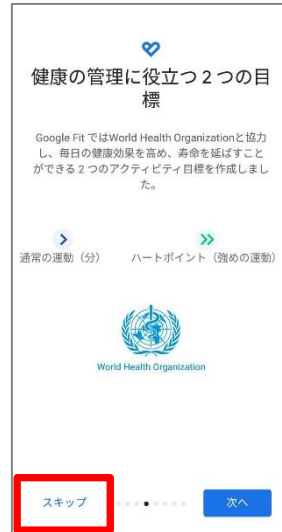 健康の管理に役立つ 2 つの目
標
Google Fit ではWorld Health Organizationと協力
し、毎日の健康効果を高め、寿命を延ばすこと
ができる 2 つのアクティビティ目標を作成しまし
た。
通常の運動（分） ハートポイント（強めの運動）
World Health Organization
スキップ 次へ